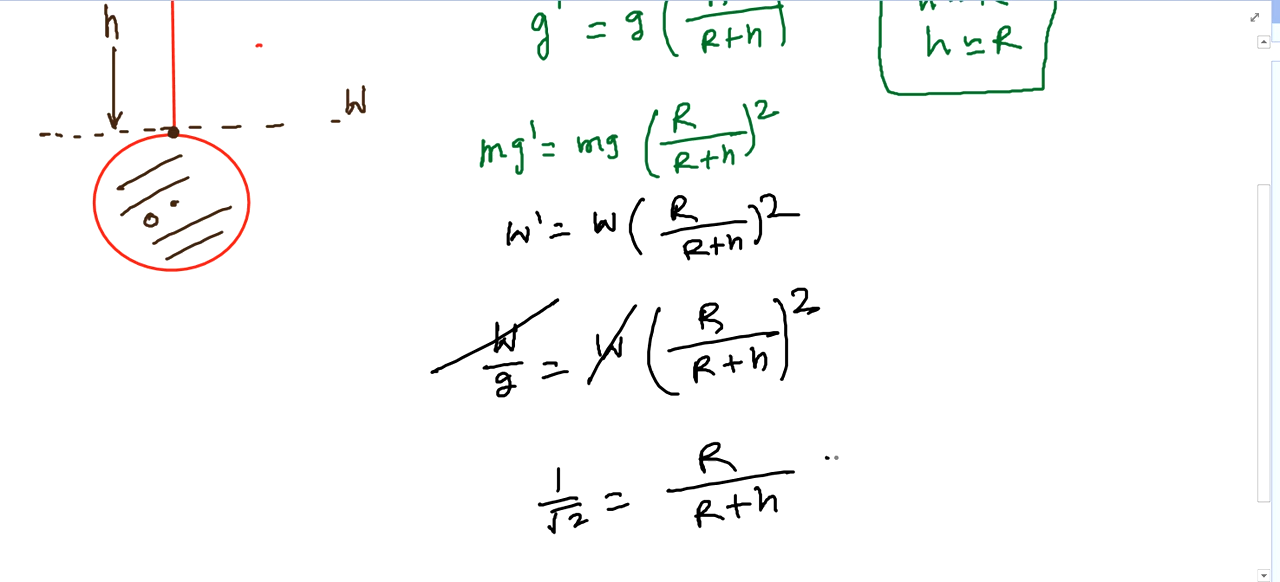 h
W
g' = g (R/R+h)
h ≃ R
mg' = mg (R/R+h)²
W' = W (R/R+h)²
W/g = W (R/R+h)²
1/√2 = R/R+h